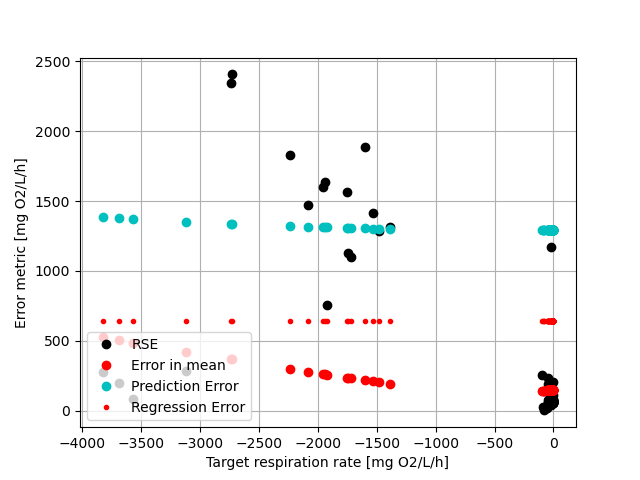 2500
2000
1500
1000
500
0
Error metric [mg O2/L/h]
RSE
Error in mean
Prediction Error
Regression Error
−4000 −3500 −3000 −2500 −2000 −1500 −1000 −500 0
Target respiration rate [mg O2/L/h]